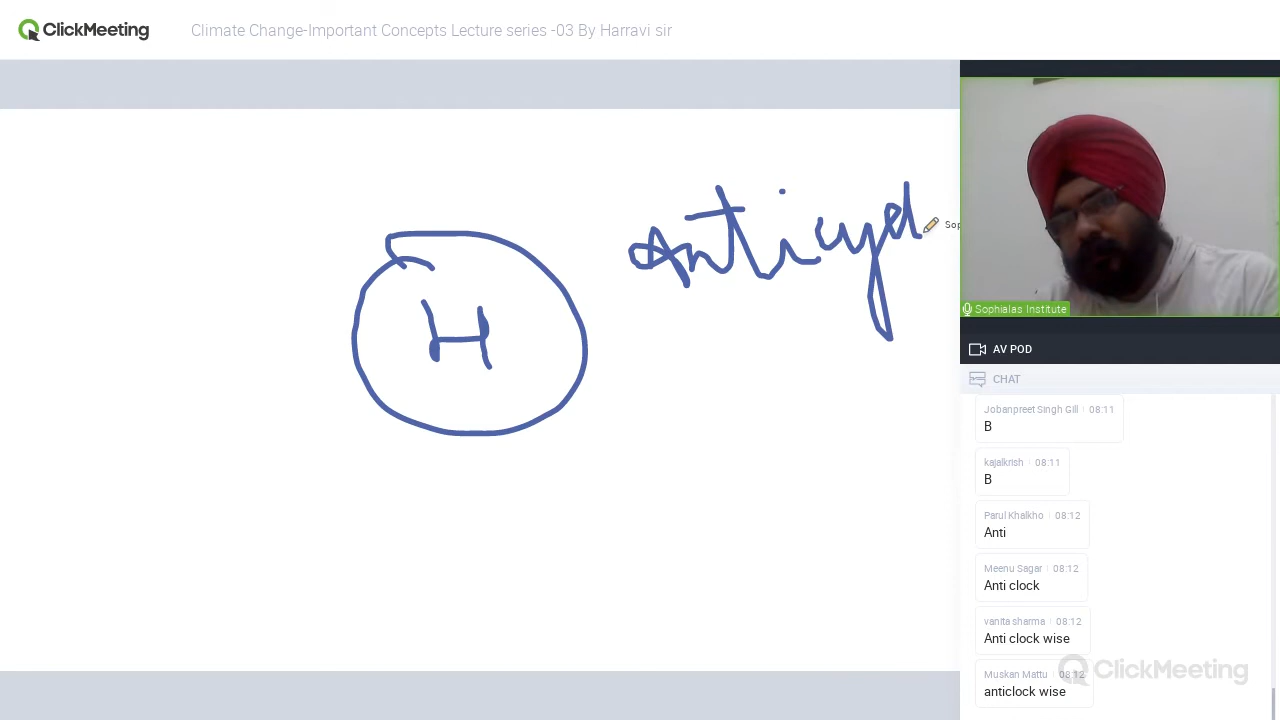 ClickMeeting
Climate Change-Important Concepts Lecture series -03 By Harravi sir
H
Sop
Sophialas Institute
AV POD
CHAT
Jobanpreet Singh Gill 08:11
B
kajalkrish 08:11
B
Parul Khalkho 08:12
Anti
Meenu Sagar 08:12
Anti clock
vanita sharma 08:12
Anti clock wise
Muskan Mattu 08:12
anticlock wise
ClickMeeting